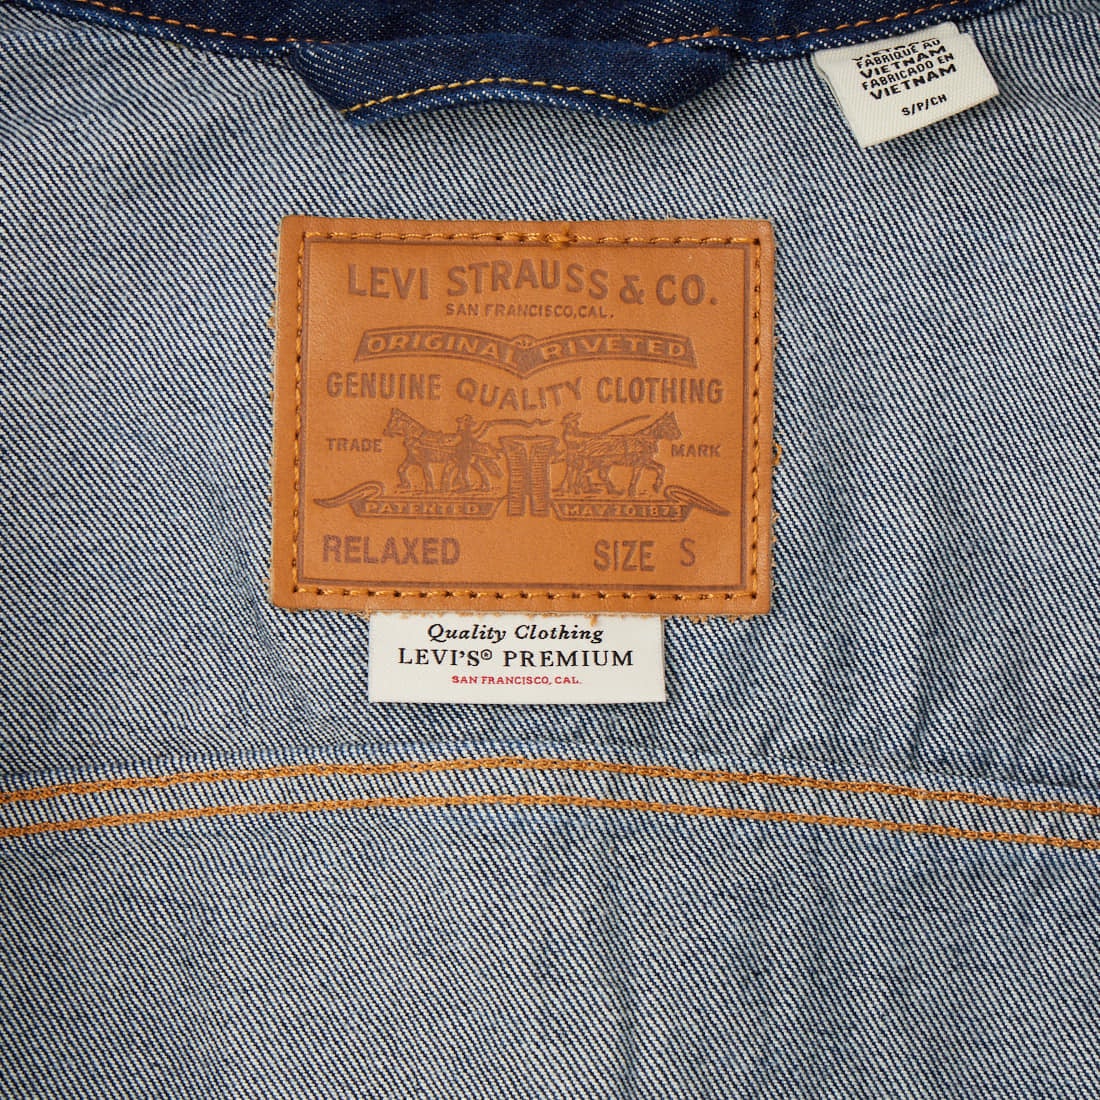 FABRIQUÉ AU
VIETNAM
FABRICADO EN
VIETNAM
S/P/CH
LEVI STRAUSS & CO.
SAN FRANCISCO, CAL.
ORIGINAL RIVETED
GENUINE QUALITY CLOTHING
TRADE MARK
PATENTED MAY 20 1873
RELAXED SIZE S
Quality Clothing
LEVI'S® PREMIUM
SAN FRANCISCO, CAL.